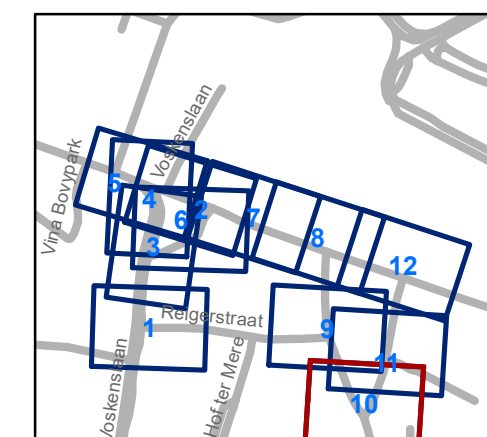 Voskenslaan
Vina Bovypark
5
4
6
2
7
8
3
12
Reigerstraat
1
9
Hof ter Mere
Voskenslaan
11
10